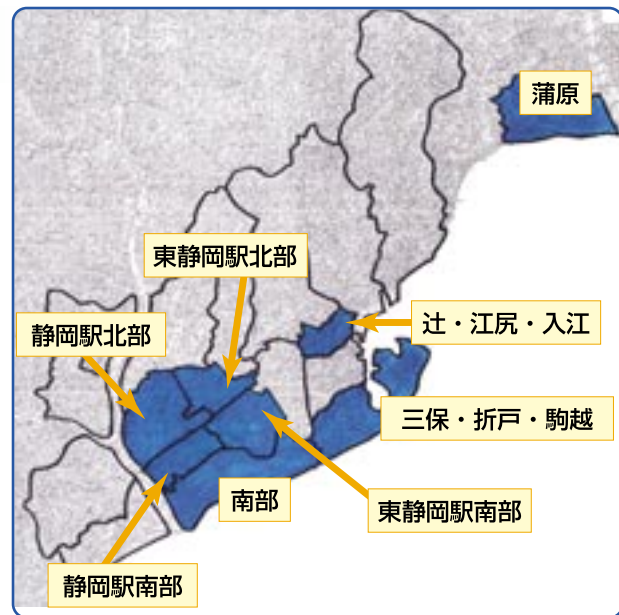 蒲原
東静岡駅北部
辻・江尻・入江
静岡駅北部
三保・折戸・駒越
南部
東静岡駅南部
静岡駅南部